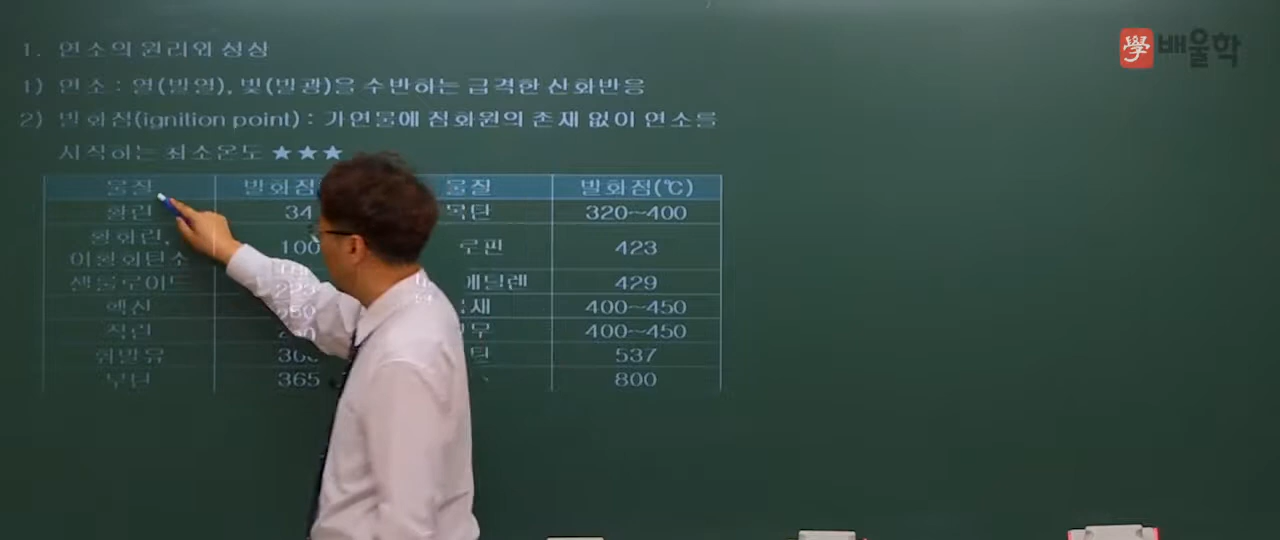 學 배울학
1. 연소의 원리와 성상
1) 연소 : 열(발열), 빛(발광)을 수반하는 급격한 산화반응
2) 발화점(ignition point) : 가연물에 점화원의 존재 없이 연소를
시작하는 최소온도 ★★★
물질 발화점 물질 발화점(℃)
황린 34 목탄 320~400
황화린,
이황화탄소 100 로핀 423
셀룰로이드 에틸렌 429
헥산 400~450
적린 400~450
휘발유 537
부탄 365 800